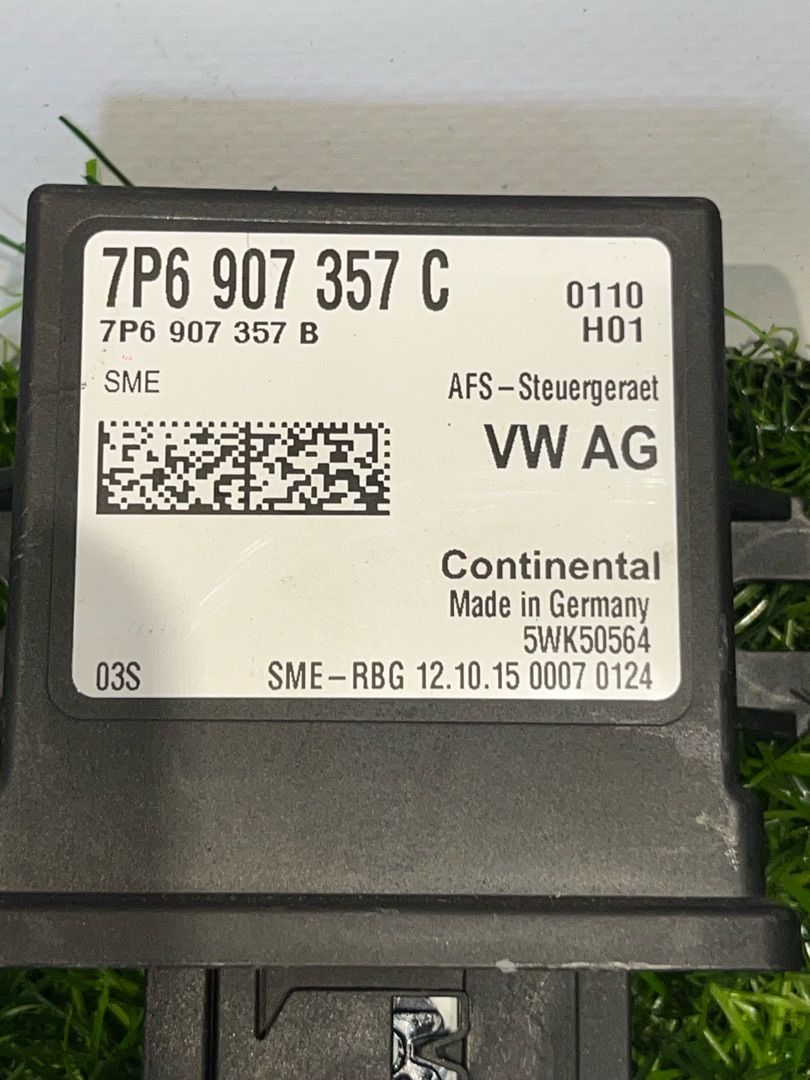 7P6 907 357 C
7P6 907 357 B
0110
H01
SME
AFS-Steuergeraet
VW AG
Continental
Made in Germany
5WK50564
03S
SME-RBG 12.10.15 0007 0124